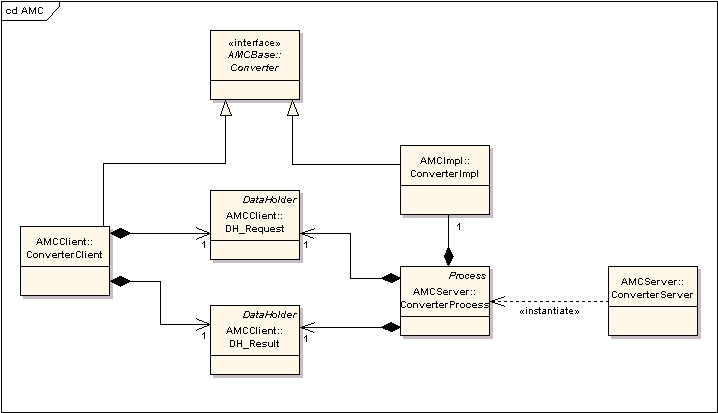 cd AMC
«interface»
AMCBase::
Converter
AMCImpl::
ConverterImpl
1
DataHolder
AMCClient::
DH_Request
1
1
AMCClient::
ConverterClient
Process
AMCServer::
ConverterProcess
AMCServer::
ConverterServer
«instantiate»
DataHolder
AMCClient::
DH_Result
1
1